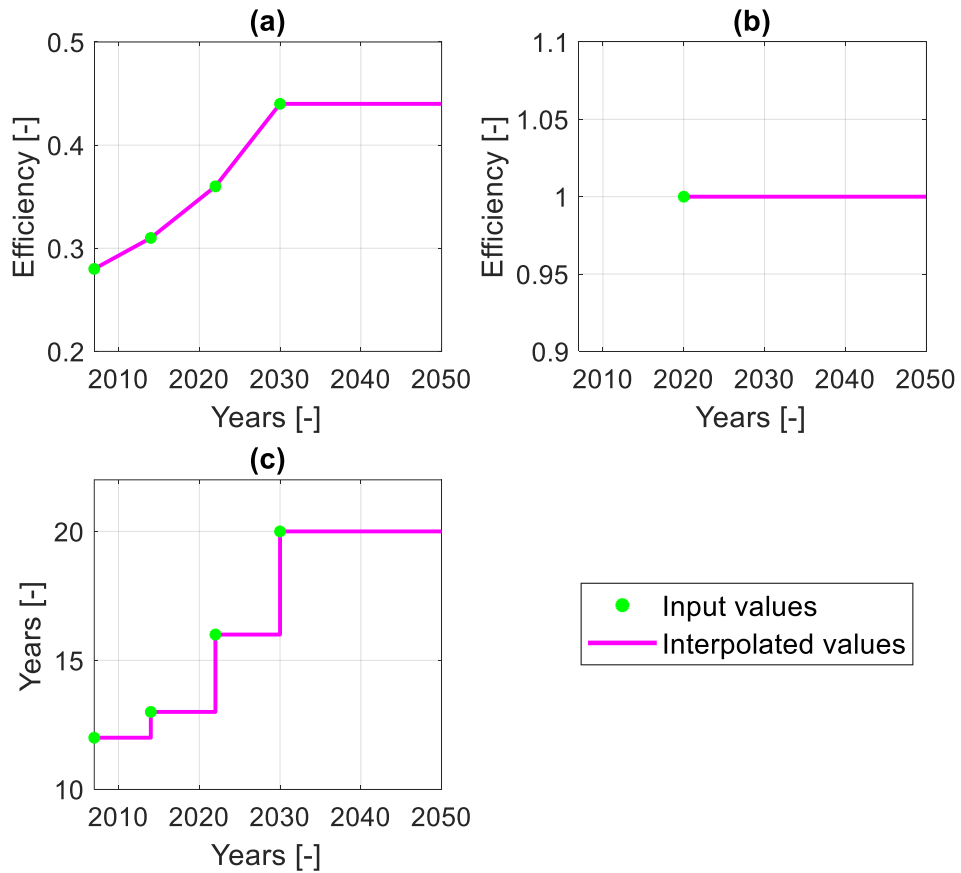 (a)
0.5
0.4
0.3
0.2
Efficiency [-]
2010 2020 2030 2040 2050
Years [-]
(b)
1.1
1.05
1
0.95
0.9
Efficiency [-]
2010 2020 2030 2040 2050
Years [-]
(c)
20
15
10
Years [-]
2010 2020 2030 2040 2050
Years [-]
Input values
Interpolated values